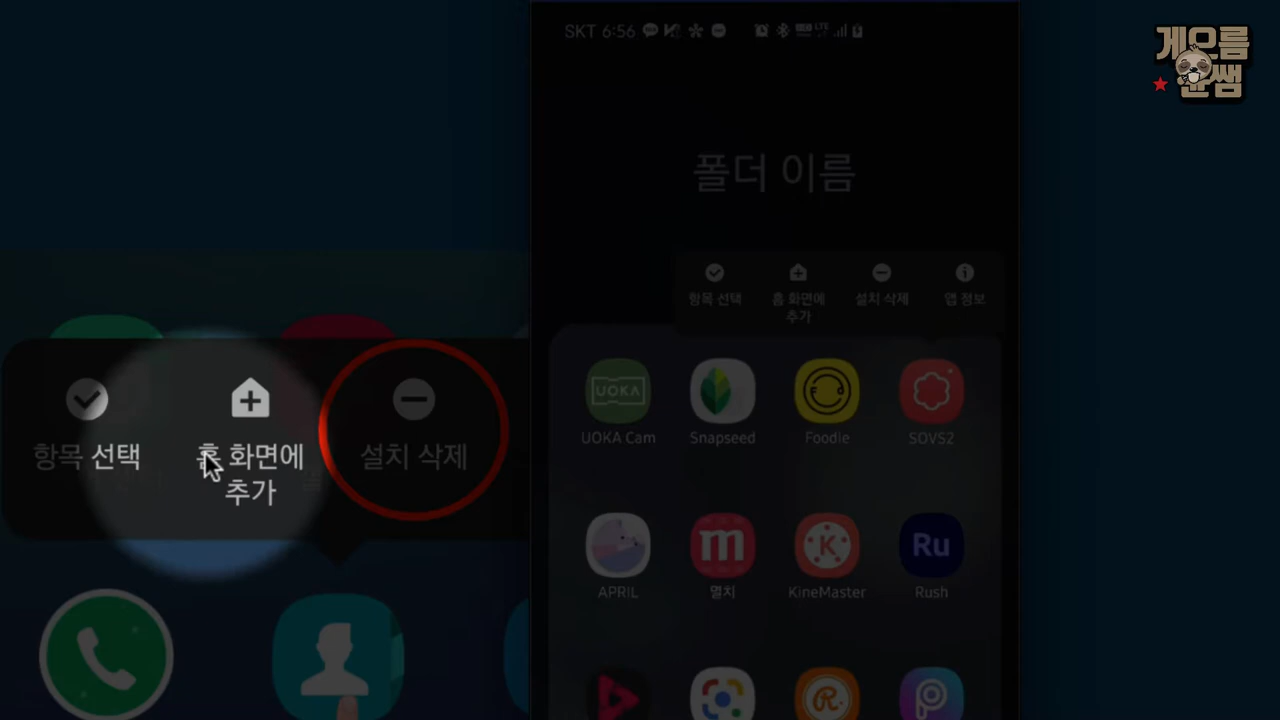 게으름
윤쌤
SKT 6:56
LTE
폴더 이름
항목 선택
홈 화면에
추가
설치 삭제
앱 정보
항목 선택
홈 화면에
추가
설치 삭제
UOKA
UOKA Cam
Snapseed
Foodie
SOVS2
m
K
Ru
APRIL
멸치
KineMaster
Rush
R